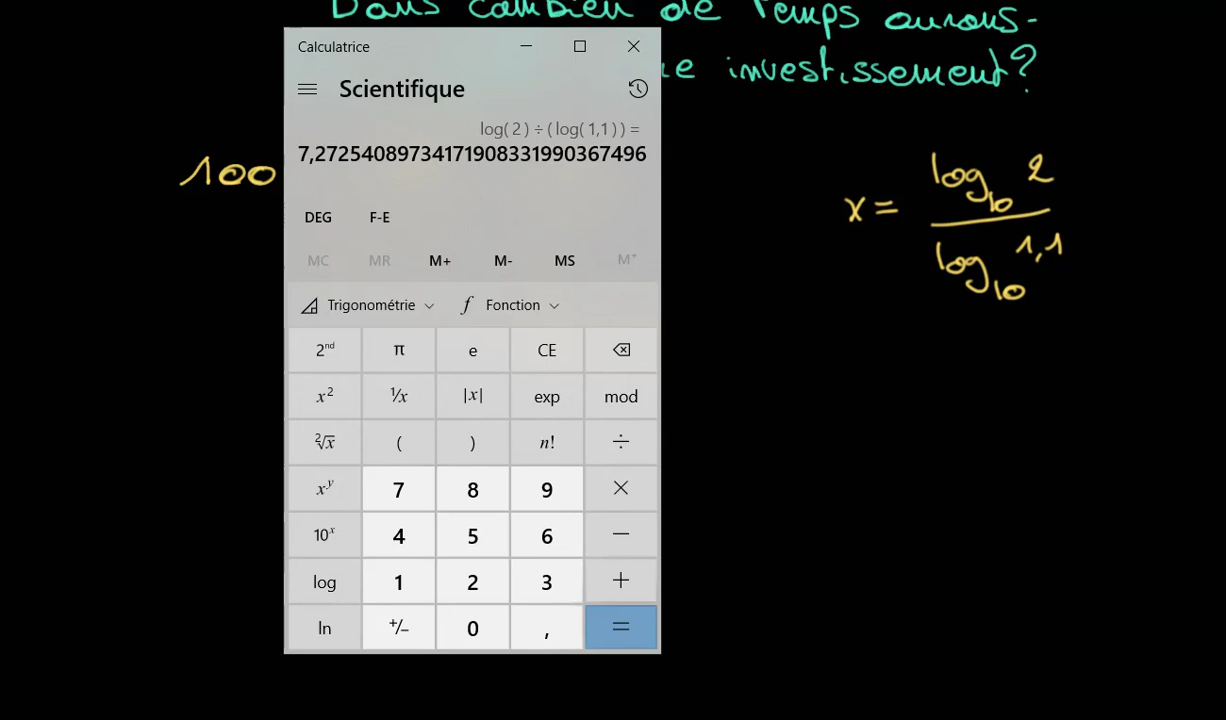 Dans combien de temps aurons-
investissement?
Calculatrice
Scientifique
log( 2 ) ÷ ( log( 1,1 ) ) =
7,2725408973417190833199036 7496
100
x = log10 2
log10 1,1
DEG F-E
MC MR M+ M- MS M˅
Trigonométrie f Fonction
2nd π e CE
x² ¹/x |x| exp mod
²√x ( ) n! ÷
xʸ 7 8 9 ×
10ˣ 4 5 6 −
log 1 2 3 +
ln +/− 0 , =